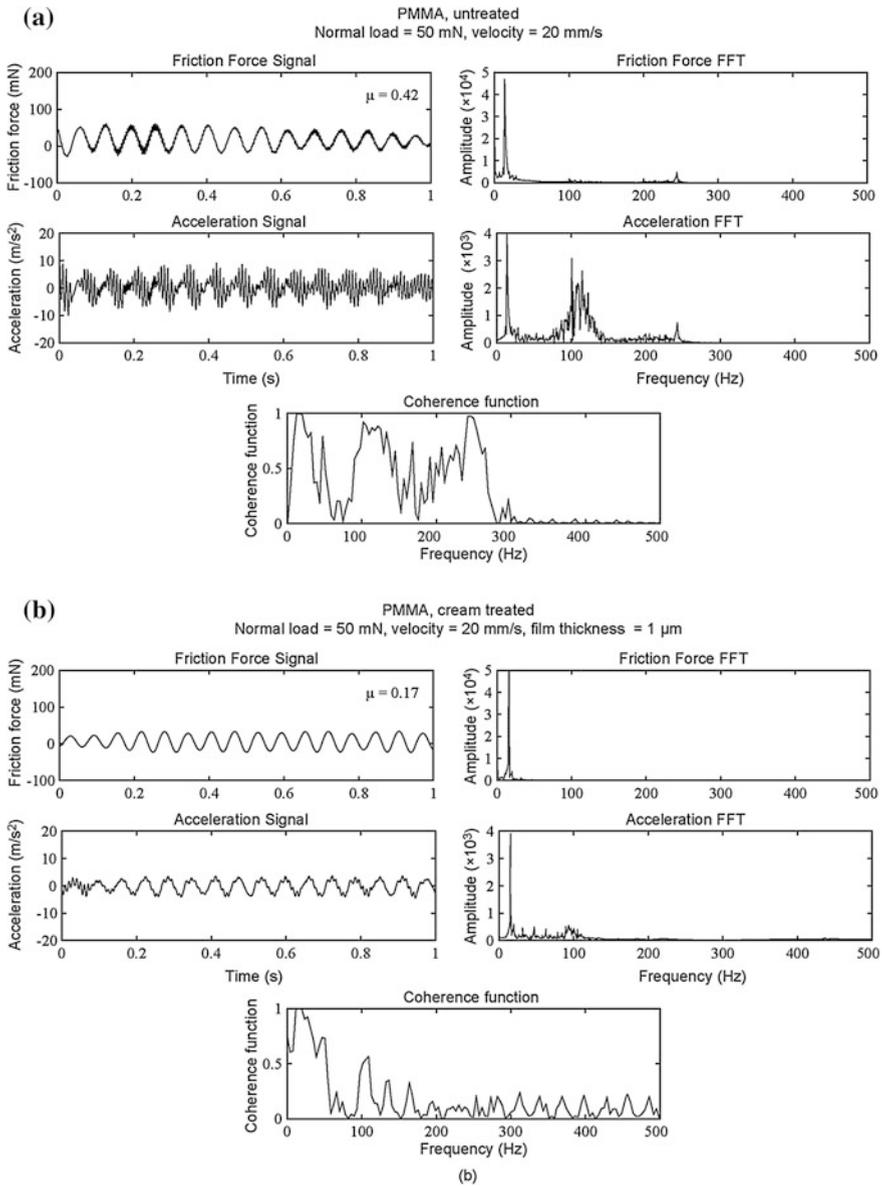 (a)
PMMA, untreated
Normal load = 50 mN, velocity = 20 mm/s
Friction Force Signal
Friction force (mN)
200
100
0
-100
μ = 0.42
0 0.2 0.4 0.6 0.8 1
Friction Force FFT
Amplitude (×10⁴)
5
4
3
2
1
0
0 100 200 300 400 500
Acceleration Signal
Acceleration (m/s²)
20
10
0
-10
-20
0 0.2 0.4 0.6 0.8 1
Time (s)
Acceleration FFT
Amplitude (×10³)
4
3
2
1
0
0 100 200 300 400 500
Frequency (Hz)
Coherence function
Coherence function
1
0.5
0
0 100 200 300 400 500
Frequency (Hz)
(b)
PMMA, cream treated
Normal load = 50 mN, velocity = 20 mm/s, film thickness = 1 μm
Friction Force Signal
Friction force (mN)
200
100
0
-100
μ = 0.17
0 0.2 0.4 0.6 0.8 1
Friction Force FFT
Amplitude (×10⁴)
5
4
3
2
1
0
0 100 200 300 400 500
Acceleration Signal
Acceleration (m/s²)
20
10
0
-10
-20
0 0.2 0.4 0.6 0.8 1
Time (s)
Acceleration FFT
Amplitude (×10³)
4
3
2
1
0
0 100 200 300 400 500
Frequency (Hz)
Coherence function
Coherence function
1
0.5
0
0 100 200 300 400 500
Frequency (Hz)
(b)